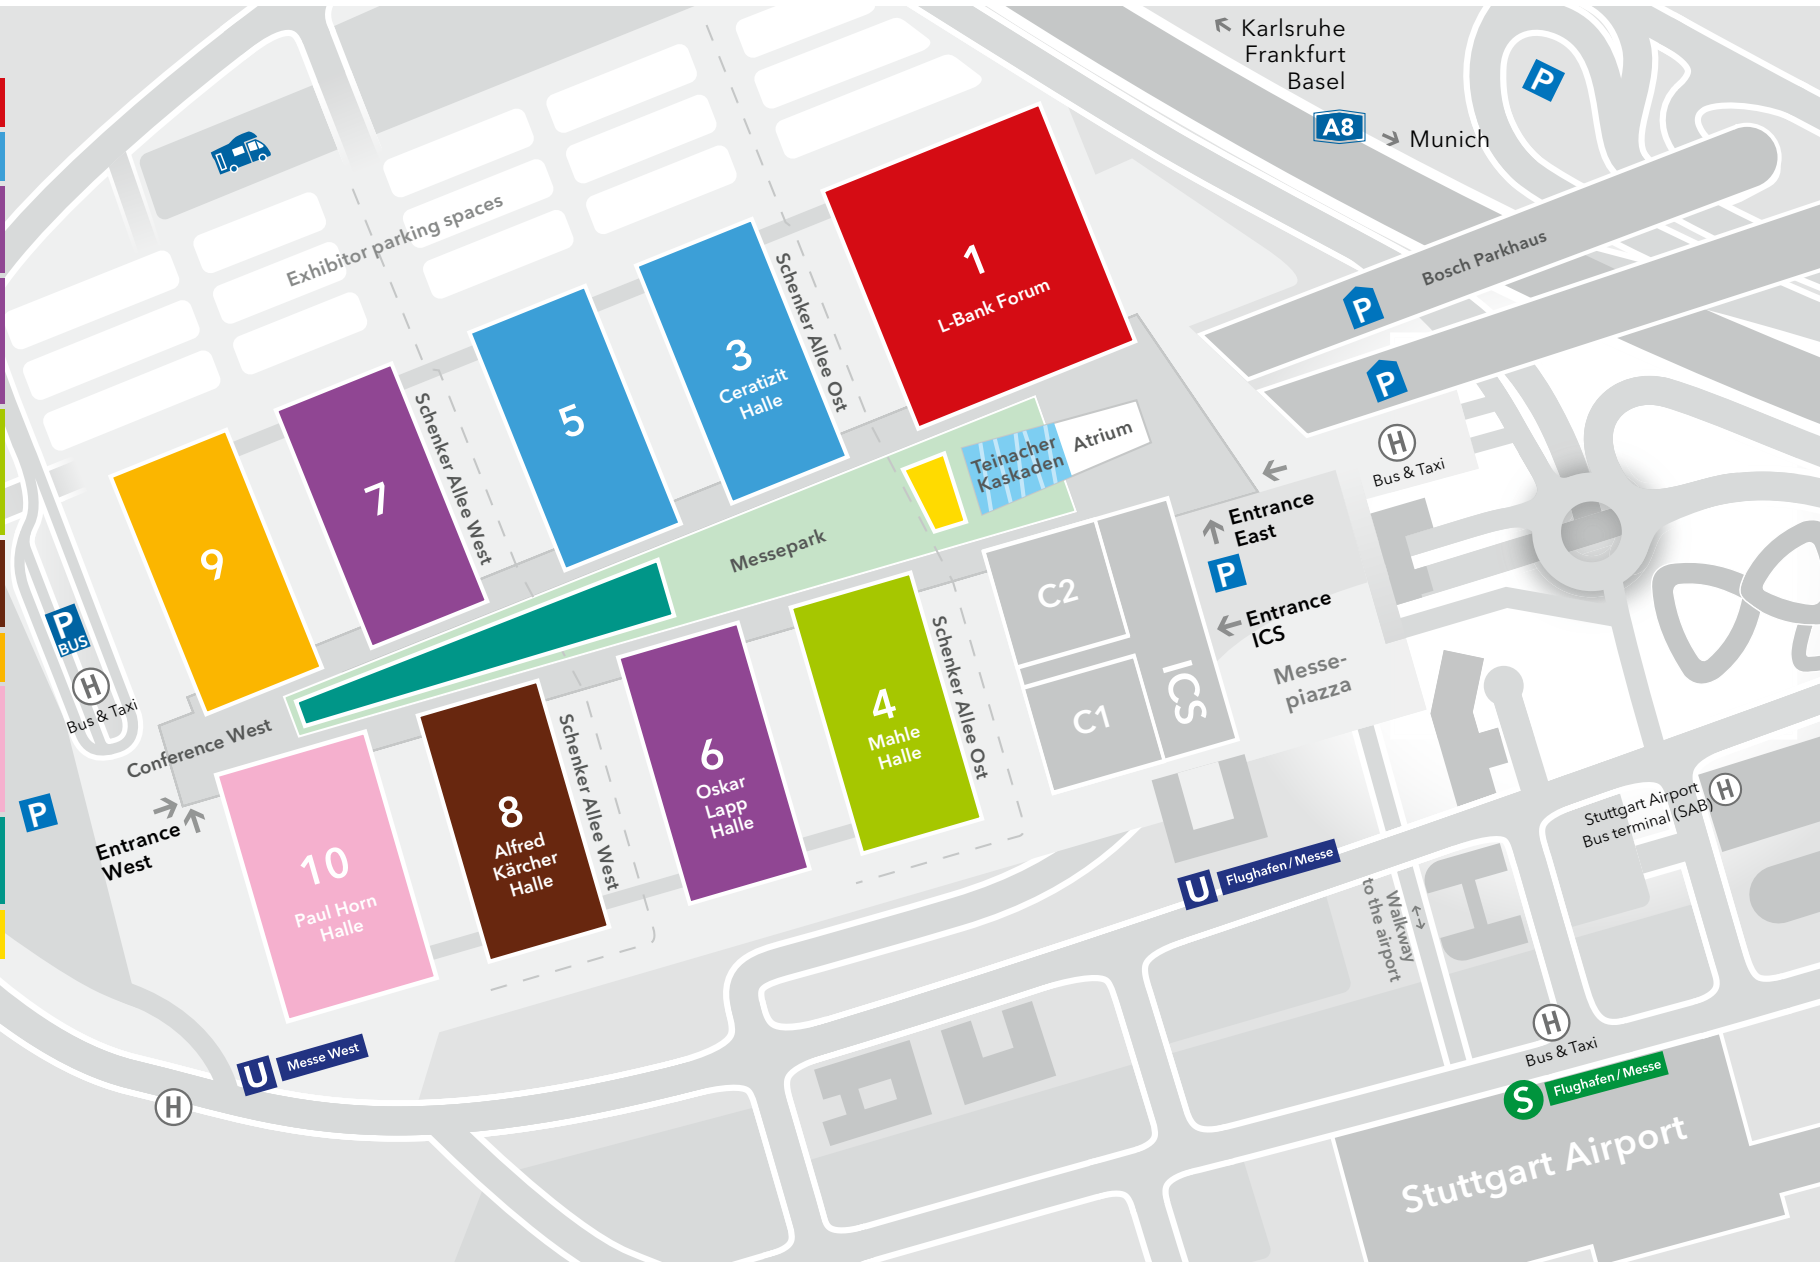 Karlsruhe
Frankfurt
Basel
A8
Munich
P
Exhibitor parking spaces
1
L-Bank Forum
Bosch Parkhaus
P
P
Schenker Allee Ost
3
Ceratizit
Halle
5
Schenker Allee West
7
9
Teinacher
Kaskaden
Atrium
H
Bus & Taxi
Messepark
Entrance
East
P
Entrance
ICS
Messe-
piazza
C2
C1
ICS
P
BUS
H
Bus & Taxi
Conference West
Entrance
West
P
10
Paul Horn
Halle
8
Alfred
Kärcher
Halle
Schenker Allee West
6
Oskar
Lapp
Halle
4
Mahle
Halle
Schenker Allee Ost
Stuttgart Airport
Bus terminal (SAB)
H
U Flughafen / Messe
Walkway
to the airport
U Messe West
H
H
Bus & Taxi
S Flughafen / Messe
Stuttgart Airport